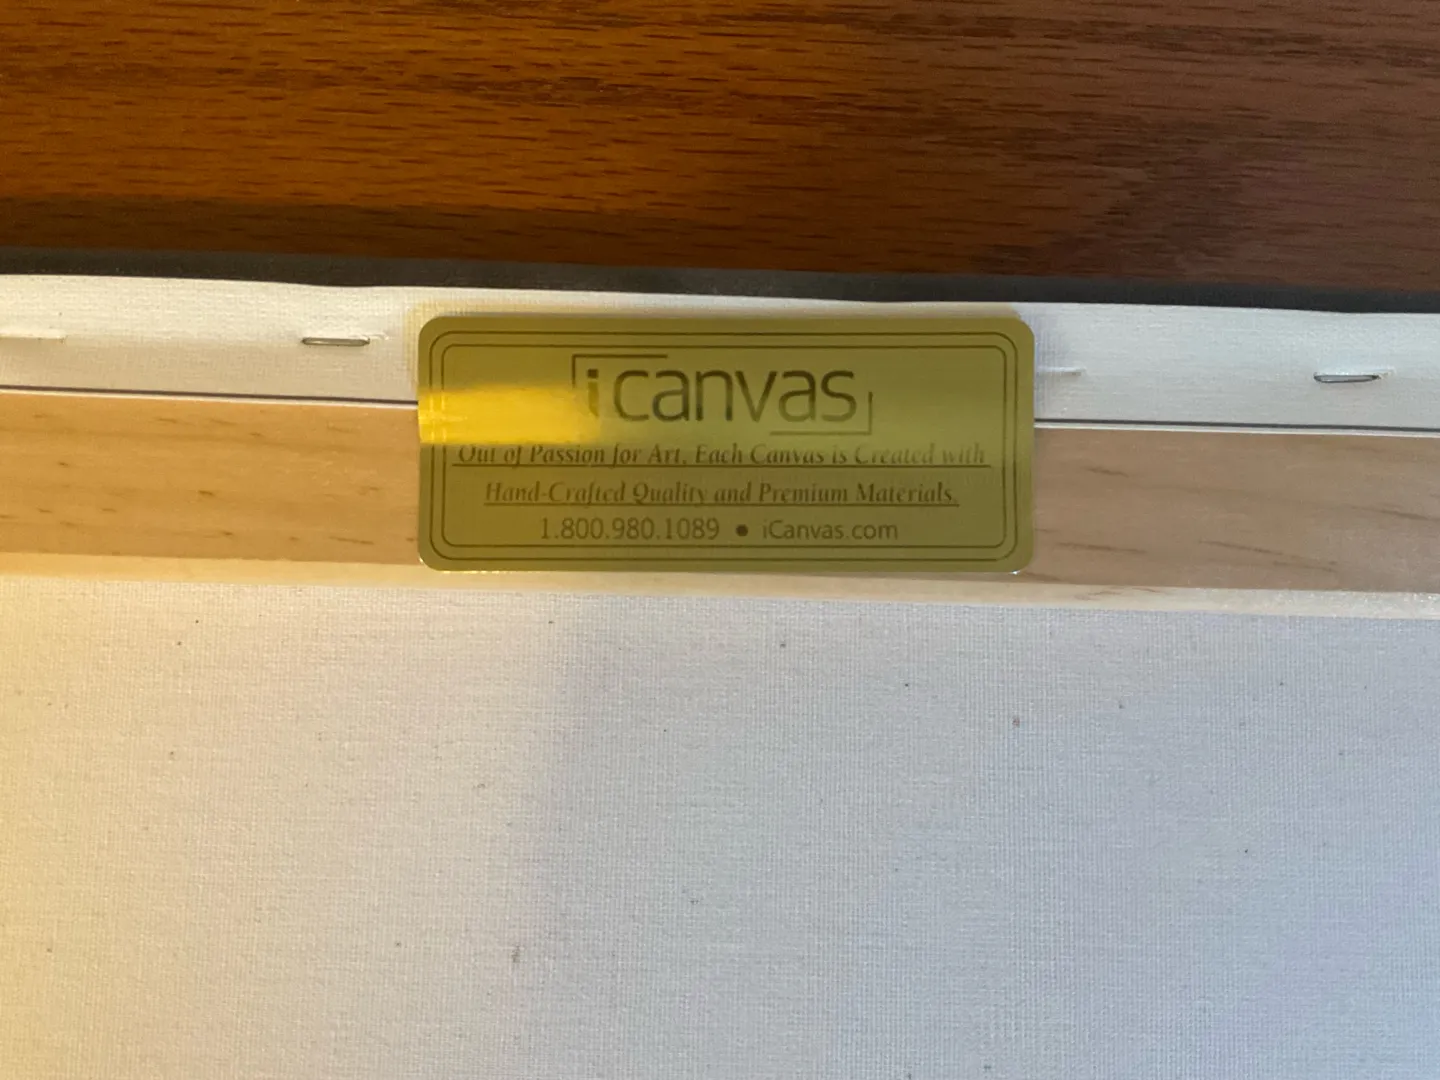 icanvas
Out of Passion for Art, Each Canvas is Created with
Hand-Crafted Quality and Premium Materials.
1.800.980.1089 • iCanvas.com